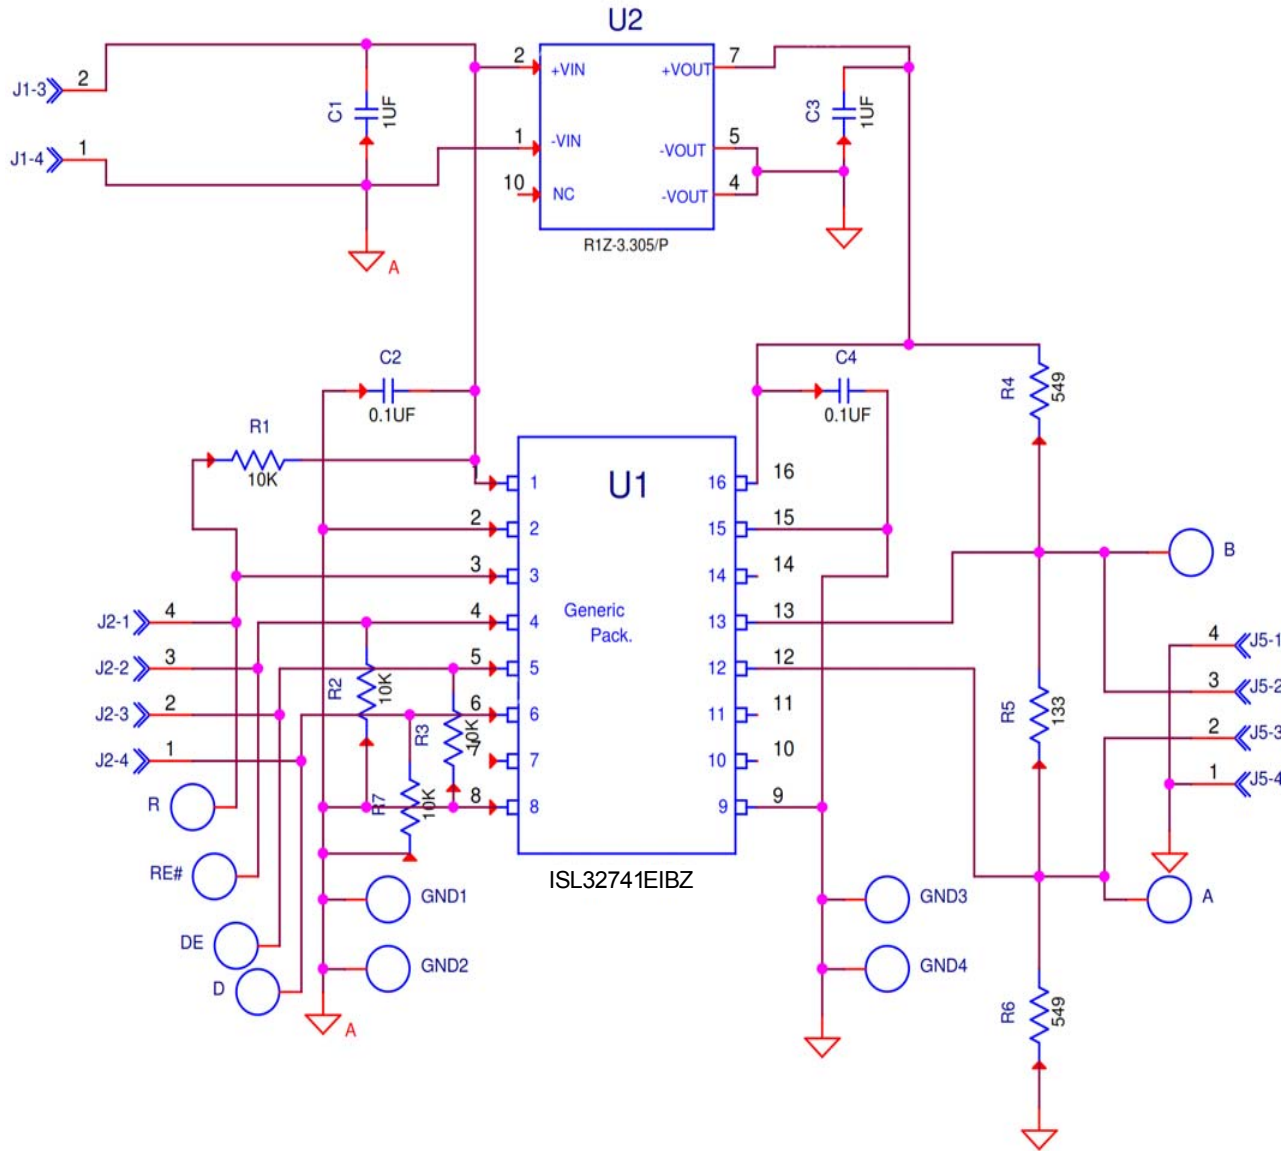 U2
J1-3 2
J1-4 1
C1 1UF
2 +VIN
1 -VIN
10 NC
+VOUT 7
-VOUT 5
-VOUT 4
C3 1UF
R1Z-3.305/P
A
C2
0.1UF
C4
0.1UF
R4 549
R1
10K
U1
1
2 2
3 3
4 4
5 5
6 6
7 7
8 8
16 16
15 15
14 14
13 13
12 12
11 11
10 10
9 9
Generic
Pack.
ISL32741EIBZ
J2-1 4
J2-2 3
J2-3 2
J2-4 1
R2 10K
R3 10K
R7 10K
R
RE#
DE
D
GND1
GND2
A
GND3
GND4
B
R5 133
4 J5-1
3 J5-2
2 J5-3
1 J5-4
A
R6 549